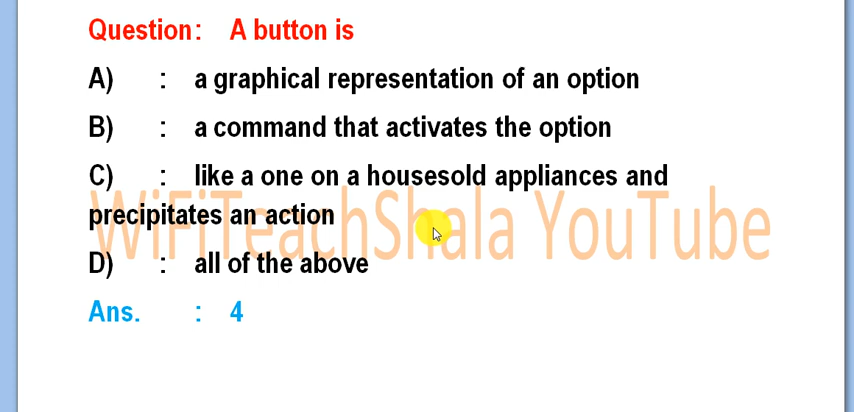 Question: A button is
A) : a graphical representation of an option
B) : a command that activates the option
C) : like a one on a housesold appliances and
precipitates an action
WiFiTeachShala YouTube
D) : all of the above
Ans. : 4